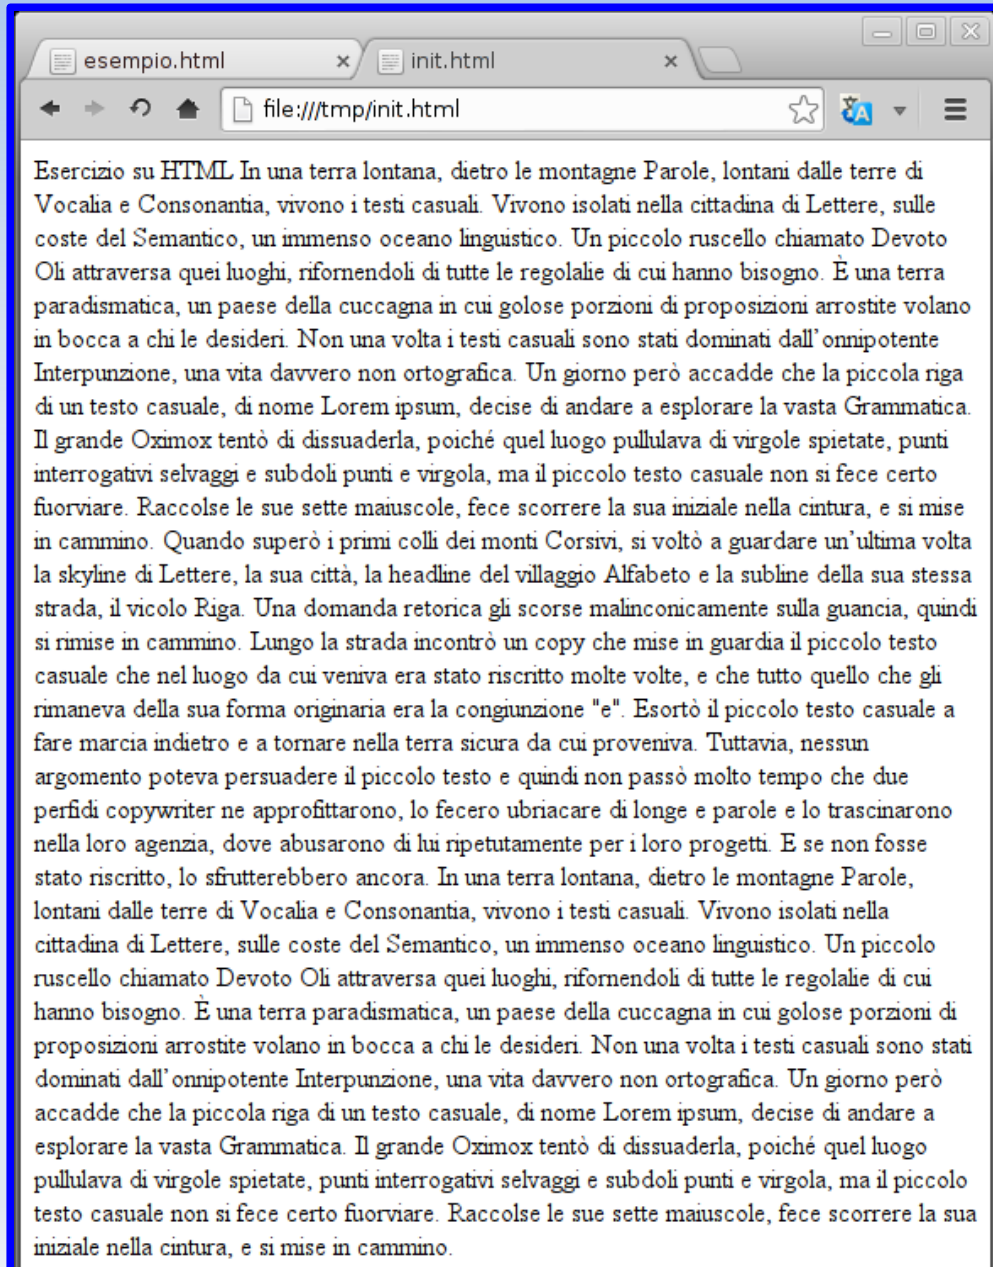 esempio.html
init.html
file:///tmp/init.html
Esercizio su HTML In una terra lontana, dietro le montagne Parole, lontani dalle terre di
Vocalia e Consonantia, vivono i testi casuali. Vivono isolati nella cittadina di Lettere, sulle
coste del Semantico, un immenso oceano linguistico. Un piccolo ruscello chiamato Devoto
Oli attraversa quei luoghi, rifornendoli di tutte le regolalie di cui hanno bisogno. È una terra
paradismatica, un paese della cuccagna in cui golose porzioni di proposizioni arrostite volano
in bocca a chi le desideri. Non una volta i testi casuali sono stati dominati dall’onnipotente
Interpunzione, una vita davvero non ortografica. Un giorno però accadde che la piccola riga
di un testo casuale, di nome Lorem ipsum, decise di andare a esplorare la vasta Grammatica.
Il grande Oximox tentò di dissuaderla, poiché quel luogo pullulava di virgole spietate, punti
interrogativi selvaggi e subdoli punti e virgola, ma il piccolo testo casuale non si fece certo
fuorviare. Raccolse le sue sette maiuscole, fece scorrere la sua iniziale nella cintura, e si mise
in cammino. Quando superò i primi colli dei monti Corsivi, si voltò a guardare un’ultima volta
la skyline di Lettere, la sua città, la headline del villaggio Alfabeto e la subline della sua stessa
strada, il vicolo Riga. Una domanda retorica gli scorse malinconicamente sulla guancia, quindi
si rimise in cammino. Lungo la strada incontrò un copy che mise in guardia il piccolo testo
casuale che nel luogo da cui veniva era stato riscritto molte volte, e che tutto quello che gli
rimaneva della sua forma originaria era la congiunzione "e". Esortò il piccolo testo casuale a
fare marcia indietro e a tornare nella terra sicura da cui proveniva. Tuttavia, nessun
argomento poteva persuadere il piccolo testo e quindi non passò molto tempo che due
perfidi copywriter ne approfittarono, lo fecero ubriacare di longe e parole e lo trascinarono
nella loro agenzia, dove abusarono di lui ripetutamente per i loro progetti. E se non fosse
stato riscritto, lo sfrutterebbero ancora. In una terra lontana, dietro le montagne Parole,
lontani dalle terre di Vocalia e Consonantia, vivono i testi casuali. Vivono isolati nella
cittadina di Lettere, sulle coste del Semantico, un immenso oceano linguistico. Un piccolo
ruscello chiamato Devoto Oli attraversa quei luoghi, rifornendoli di tutte le regolalie di cui
hanno bisogno. È una terra paradismatica, un paese della cuccagna in cui golose porzioni di
proposizioni arrostite volano in bocca a chi le desideri. Non una volta i testi casuali sono stati
dominati dall’onnipotente Interpunzione, una vita davvero non ortografica. Un giorno però
accadde che la piccola riga di un testo casuale, di nome Lorem ipsum, decise di andare a
esplorare la vasta Grammatica. Il grande Oximox tentò di dissuaderla, poiché quel luogo
pullulava di virgole spietate, punti interrogativi selvaggi e subdoli punti e virgola, ma il piccolo
testo casuale non si fece certo fuorviare. Raccolse le sue sette maiuscole, fece scorrere la sua
iniziale nella cintura, e si mise in cammino.